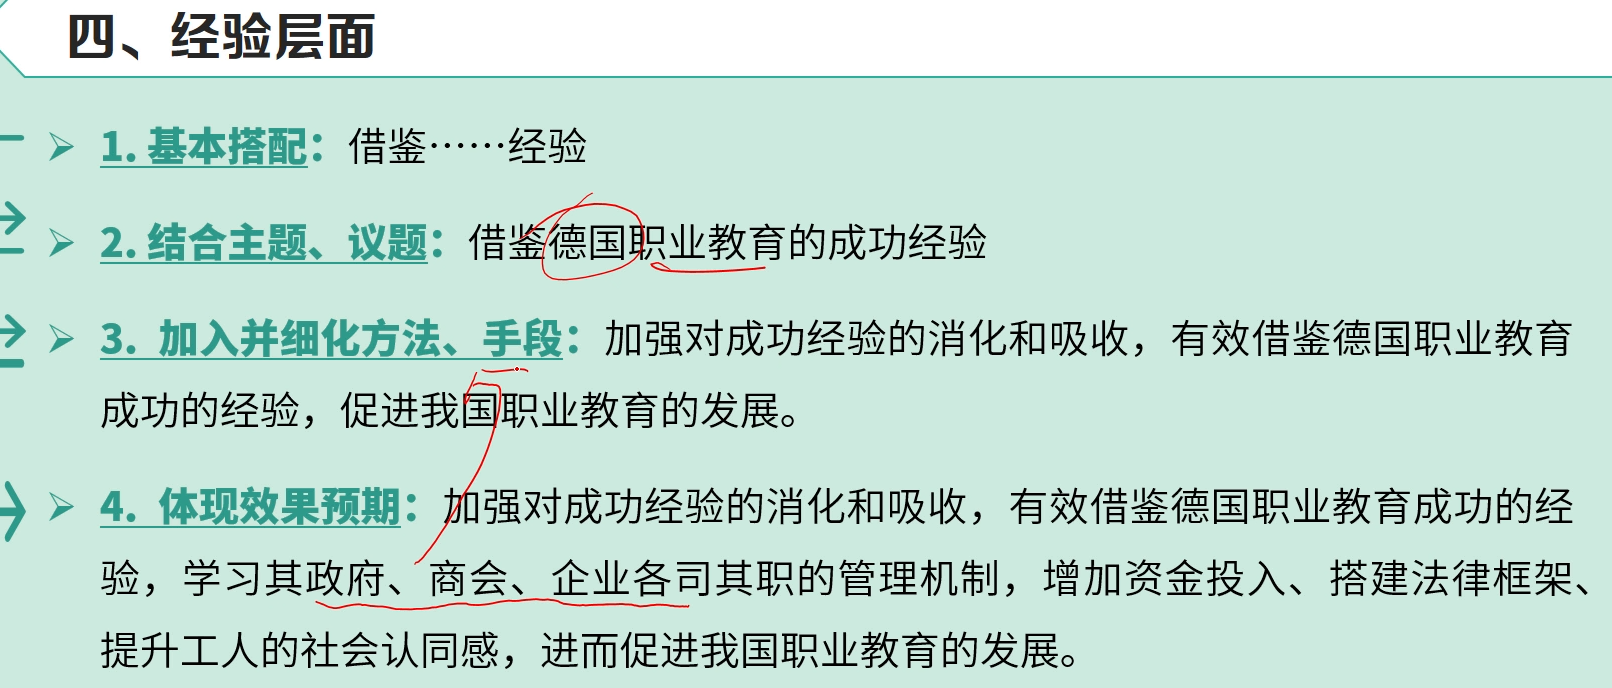 四、经验层面
1. 基本搭配：借鉴……经验
2. 结合主题、议题：借鉴德国职业教育的成功经验
3. 加入并细化方法、手段：加强对成功经验的消化和吸收，有效借鉴德国职业教育
成功的经验，促进我国职业教育的发展。
4. 体现效果预期：加强对成功经验的消化和吸收，有效借鉴德国职业教育成功的经
验，学习其政府、商会、企业各司其职的管理机制，增加资金投入、搭建法律框架、
提升工人的社会认同感，进而促进我国职业教育的发展。